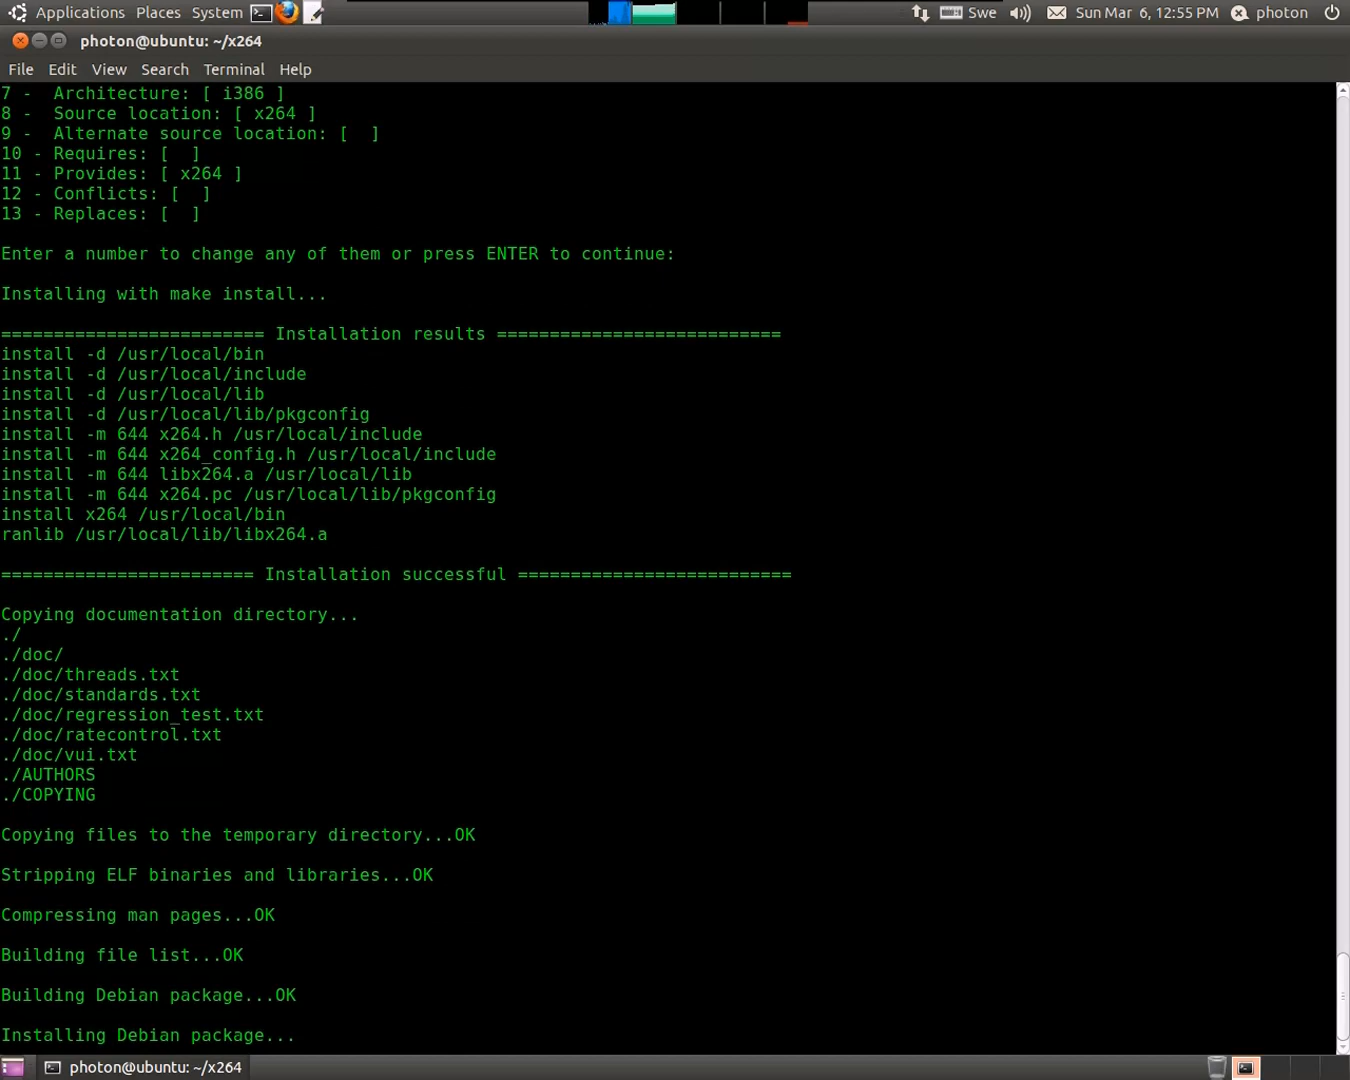 Applications Places System Swe Sun Mar 6, 12:55 PM photon
photon@ubuntu: ~/x264
File Edit View Search Terminal Help
7 -  Architecture: [ i386 ]
8 -  Source location: [ x264 ]
9 -  Alternate source location: [  ]
10 - Requires: [  ]
11 - Provides: [ x264 ]
12 - Conflicts: [  ]
13 - Replaces: [  ]
Enter a number to change any of them or press ENTER to continue:
Installing with make install...
========================= Installation results ===========================
install -d /usr/local/bin
install -d /usr/local/include
install -d /usr/local/lib
install -d /usr/local/lib/pkgconfig
install -m 644 x264.h /usr/local/include
install -m 644 x264_config.h /usr/local/include
install -m 644 libx264.a /usr/local/lib
install -m 644 x264.pc /usr/local/lib/pkgconfig
install x264 /usr/local/bin
ranlib /usr/local/lib/libx264.a
======================== Installation successful ==========================
Copying documentation directory...
./
./doc/
./doc/threads.txt
./doc/standards.txt
./doc/regression_test.txt
./doc/ratecontrol.txt
./doc/vui.txt
./AUTHORS
./COPYING
Copying files to the temporary directory...OK
Stripping ELF binaries and libraries...OK
Compressing man pages...OK
Building file list...OK
Building Debian package...OK
Installing Debian package...
photon@ubuntu: ~/x264